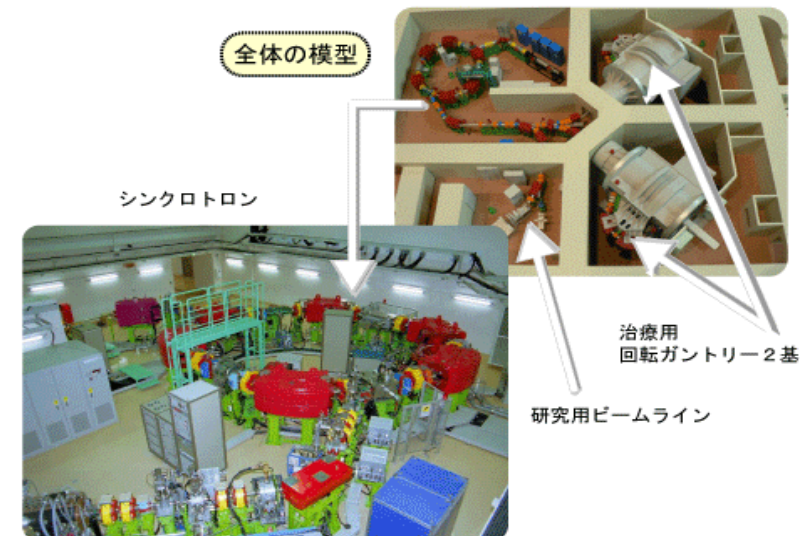 全体の模型
シンクロトロン
治療用
回転ガントリー２基
研究用ビームライン